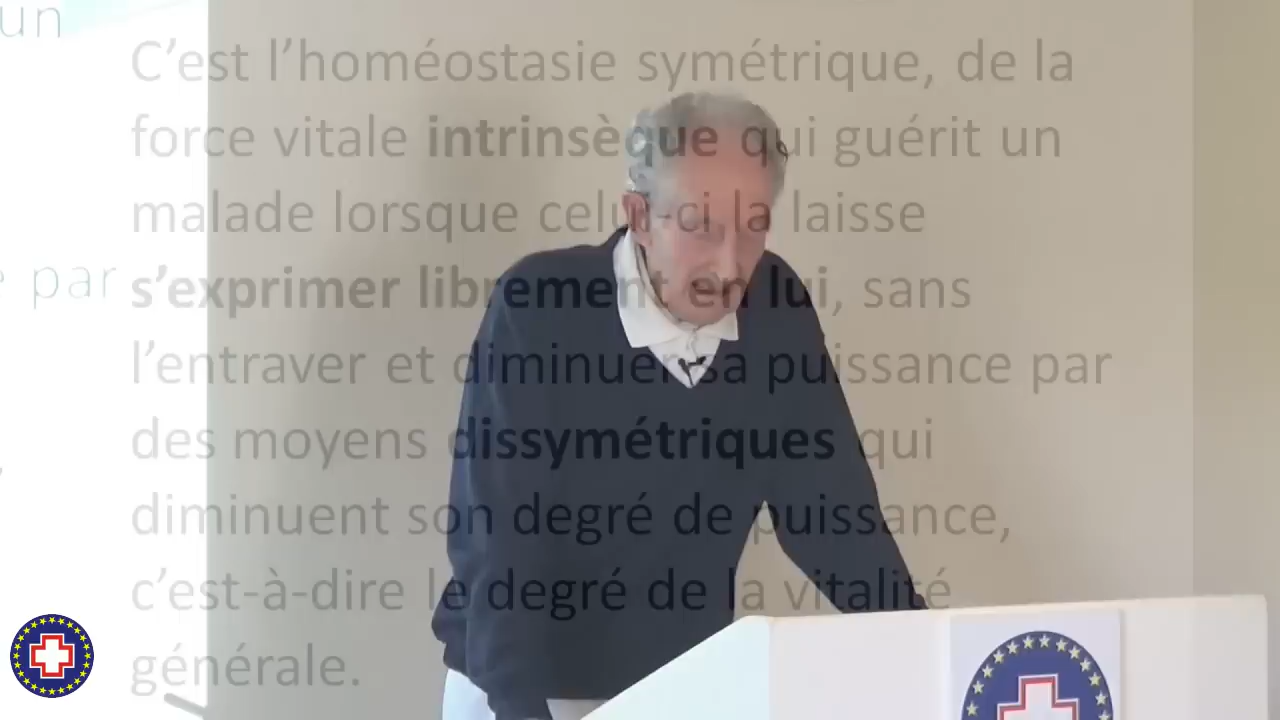 un
C'est l'homéostasie symétrique, de la
force vitale intrinsèque qui guérit un
malade lorsque celui-ci la laisse
par
s'exprimer librement en lui, sans
l'entraver et diminuer sa puissance par
des moyens dissymétriques qui
diminuent son degré de puissance,
c'est-à-dire le degré de la vitalité
générale.